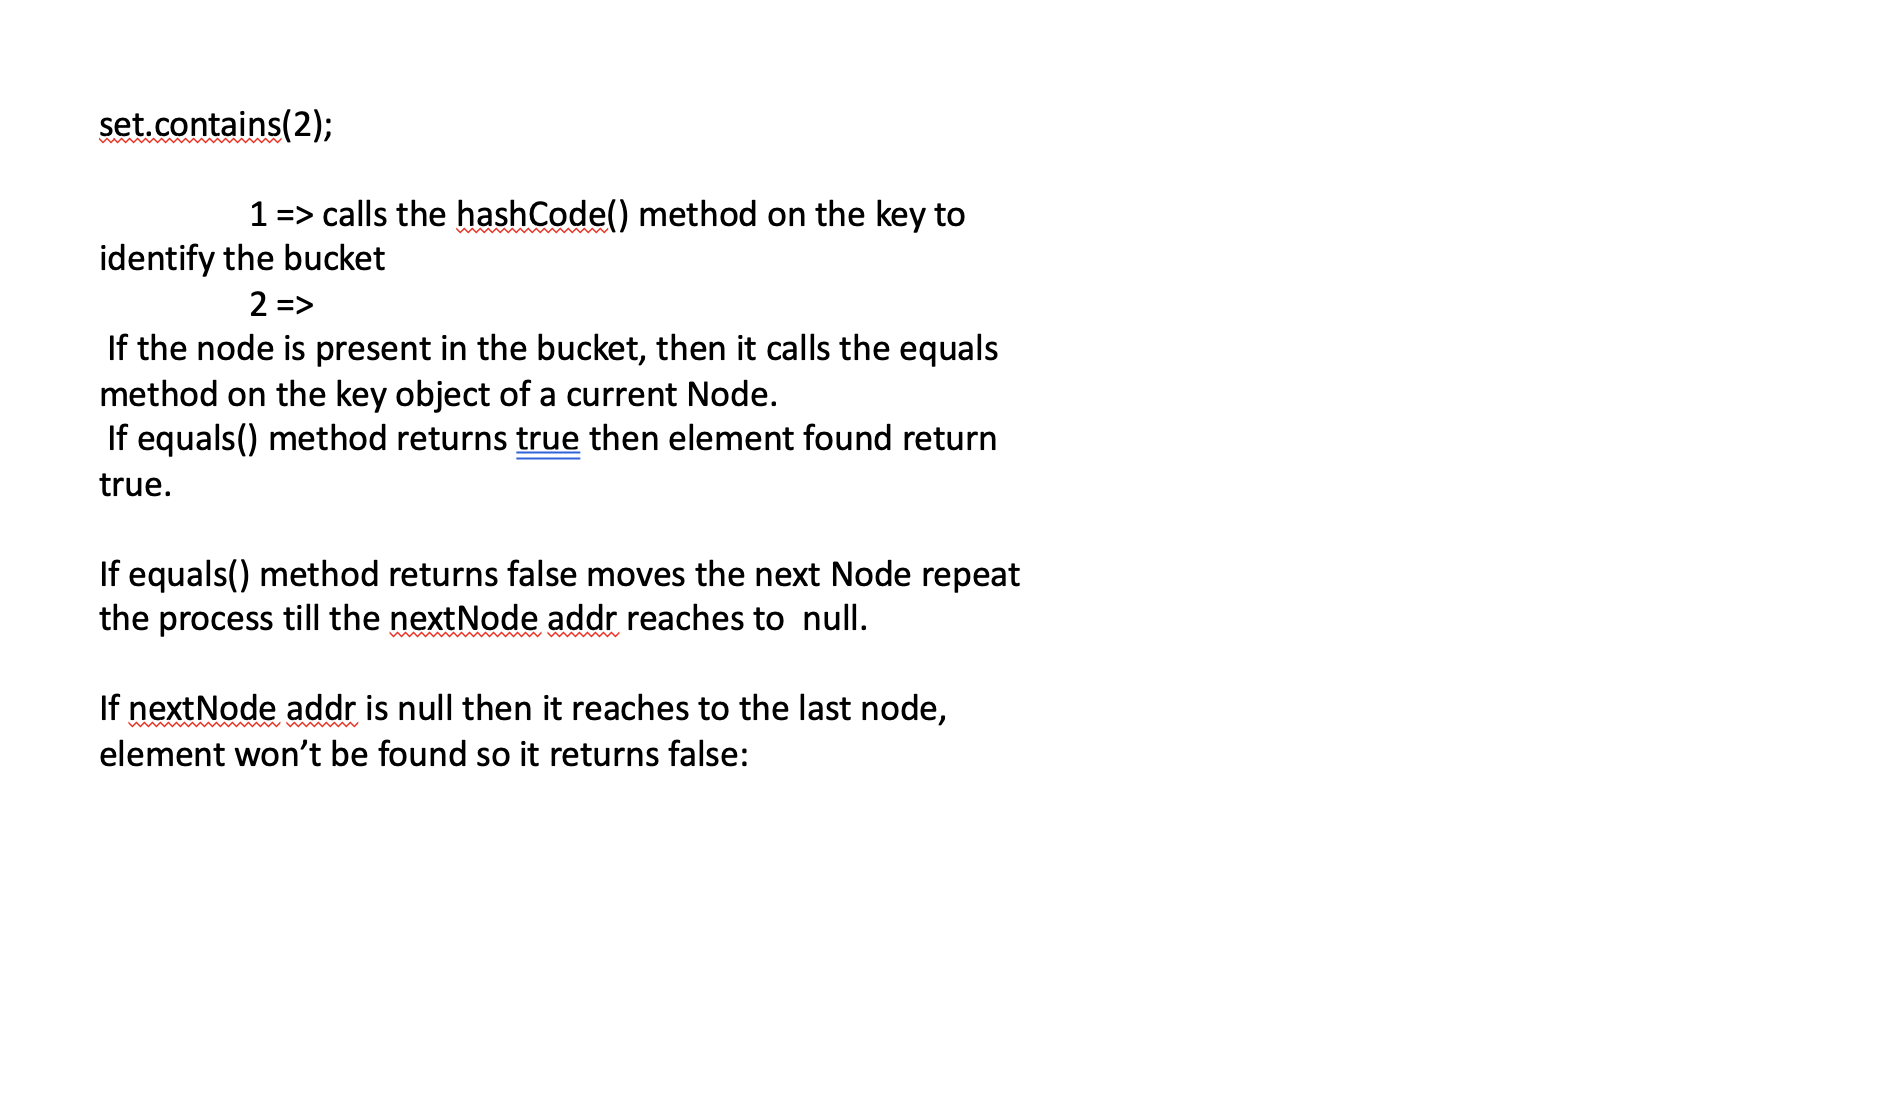 set.contains(2);
1 => calls the hashCode() method on the key to
identify the bucket
2 =>
If the node is present in the bucket, then it calls the equals
method on the key object of a current Node.
If equals() method returns true then element found return
true.
If equals() method returns false moves the next Node repeat
the process till the nextNode addr reaches to  null.
If nextNode addr is null then it reaches to the last node,
element won’t be found so it returns false: